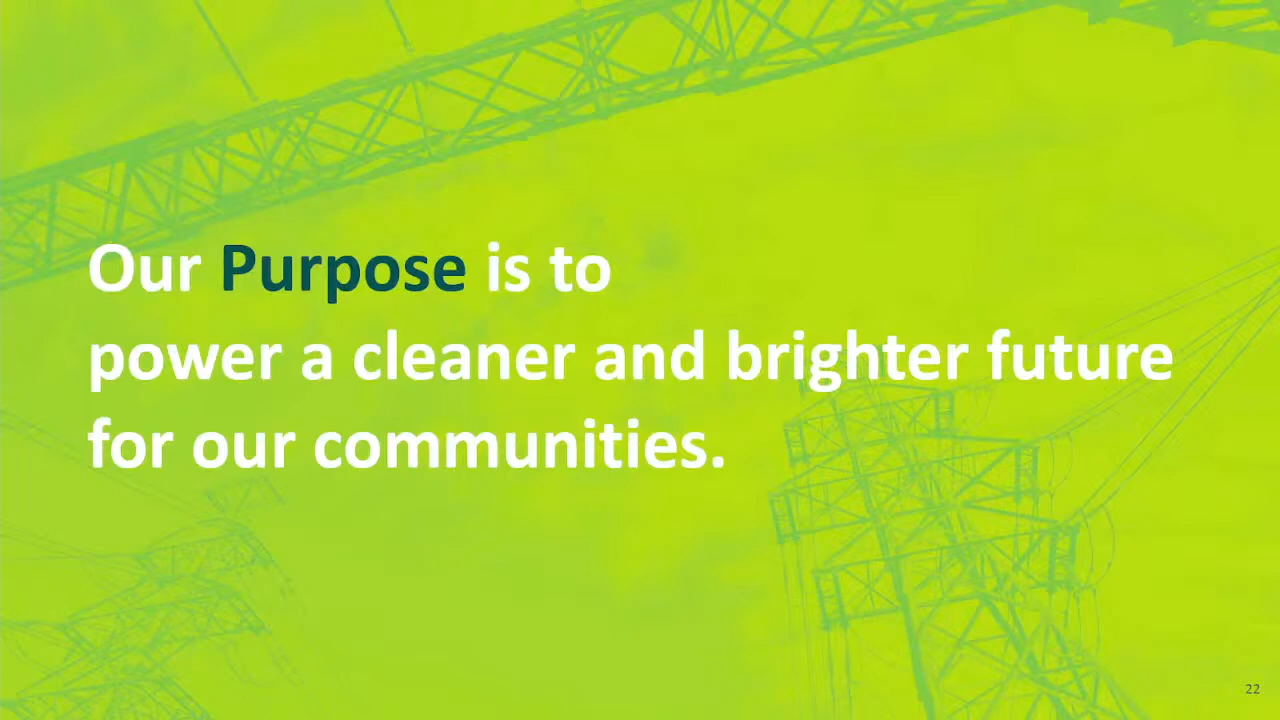 Our Purpose is to
power a cleaner and brighter future
for our communities.
22